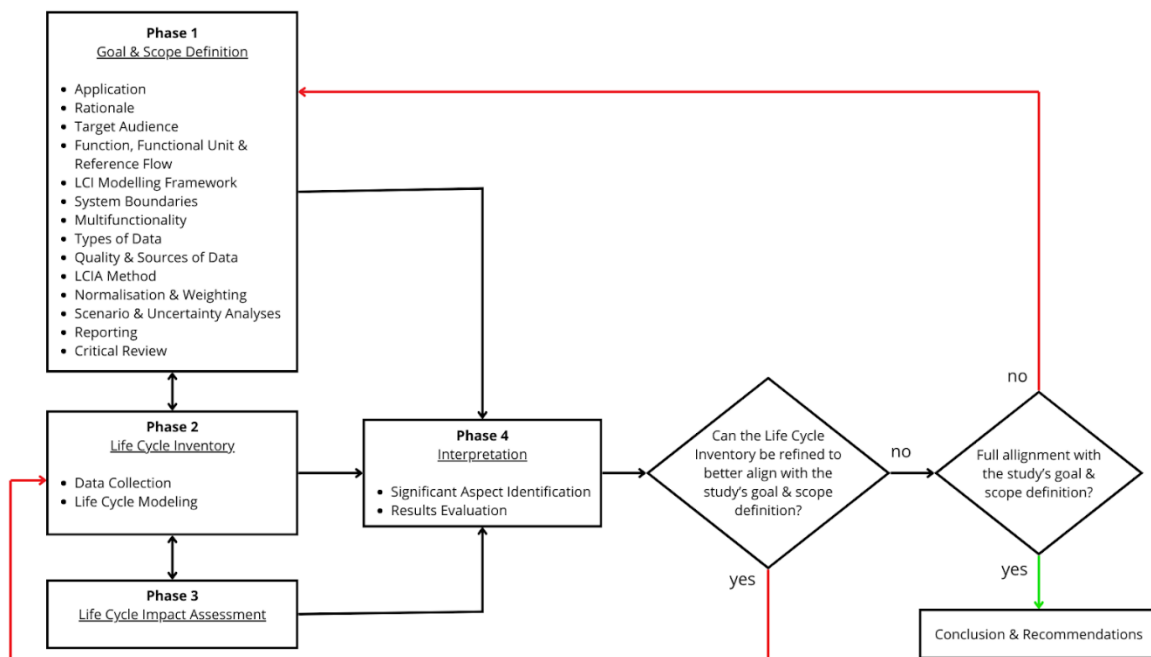 Phase 1
Goal & Scope Definition
• Application
• Rationale
• Target Audience
• Function, Functional Unit &
Reference Flow
• LCI Modelling Framework
• System Boundaries
• Multifunctionality
• Types of Data
• Quality & Sources of Data
• LCIA Method
• Normalisation & Weighting
• Scenario & Uncertainty Analyses
• Reporting
• Critical Review
Phase 2
Life Cycle Inventory
• Data Collection
• Life Cycle Modeling
Phase 3
Life Cycle Impact Assessment
Phase 4
Interpretation
• Significant Aspect Identification
• Results Evaluation
Can the Life Cycle
Inventory be refined to
better align with the
study's goal & scope
definition?
no
yes
Full allignment with
the study's goal &
scope definition?
no
yes
Conclusion & Recommendations